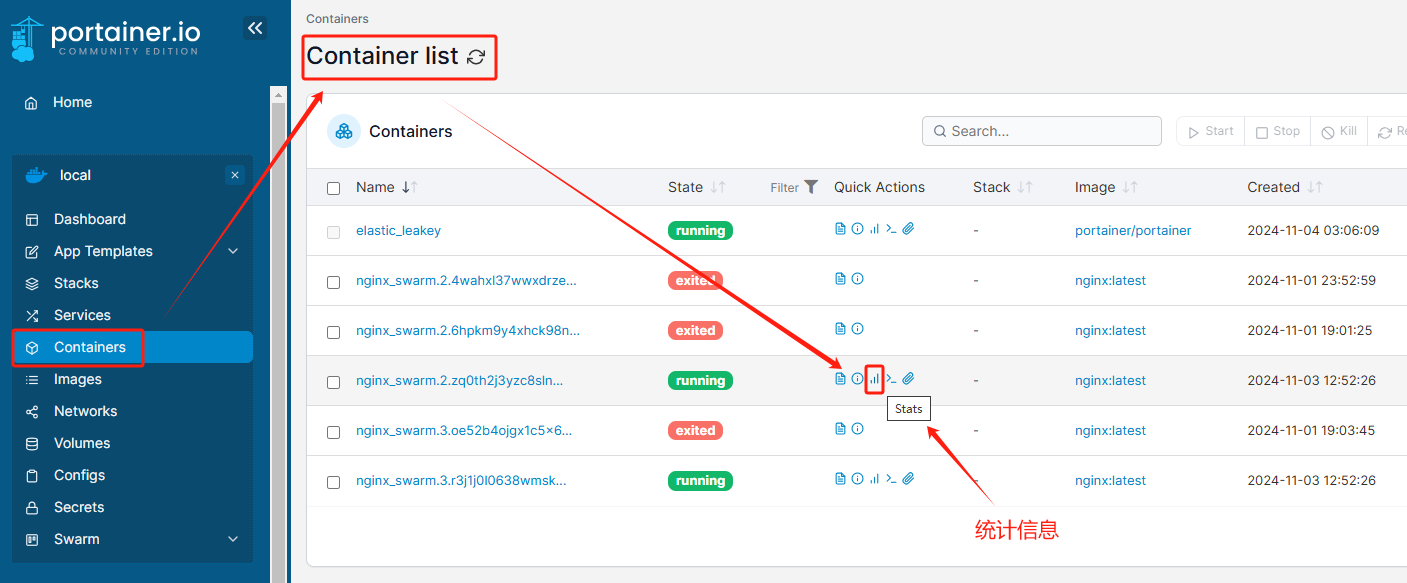 portainer.io
COMMUNITY EDITION
Home
local
Dashboard
App Templates
Stacks
Services
Containers
Images
Networks
Volumes
Configs
Secrets
Swarm
Containers
Container list
Containers
Search...
Start Stop Kill Re
Name State Filter Quick Actions Stack Image Created
elastic_leakey running - portainer/portainer 2024-11-04 03:06:09
nginx_swarm.2.4wahxl37wwxdrze... exited - nginx:latest 2024-11-01 23:52:59
nginx_swarm.2.6hpkm9y4xhck98n... exited - nginx:latest 2024-11-01 19:01:25
nginx_swarm.2.zq0th2j3yzc8sln... running - nginx:latest 2024-11-03 12:52:26
Stats
nginx_swarm.3.oe52b4ojgx1c5x6... exited - nginx:latest 2024-11-01 19:03:45
nginx_swarm.3.r3j1j0l0638wmsk... running - nginx:latest 2024-11-03 12:52:26
统计信息